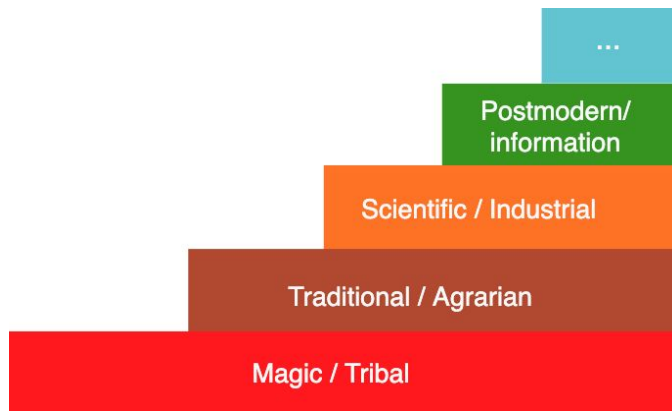 ...
Postmodern/
information
Scientific / Industrial
Traditional / Agrarian
Magic / Tribal